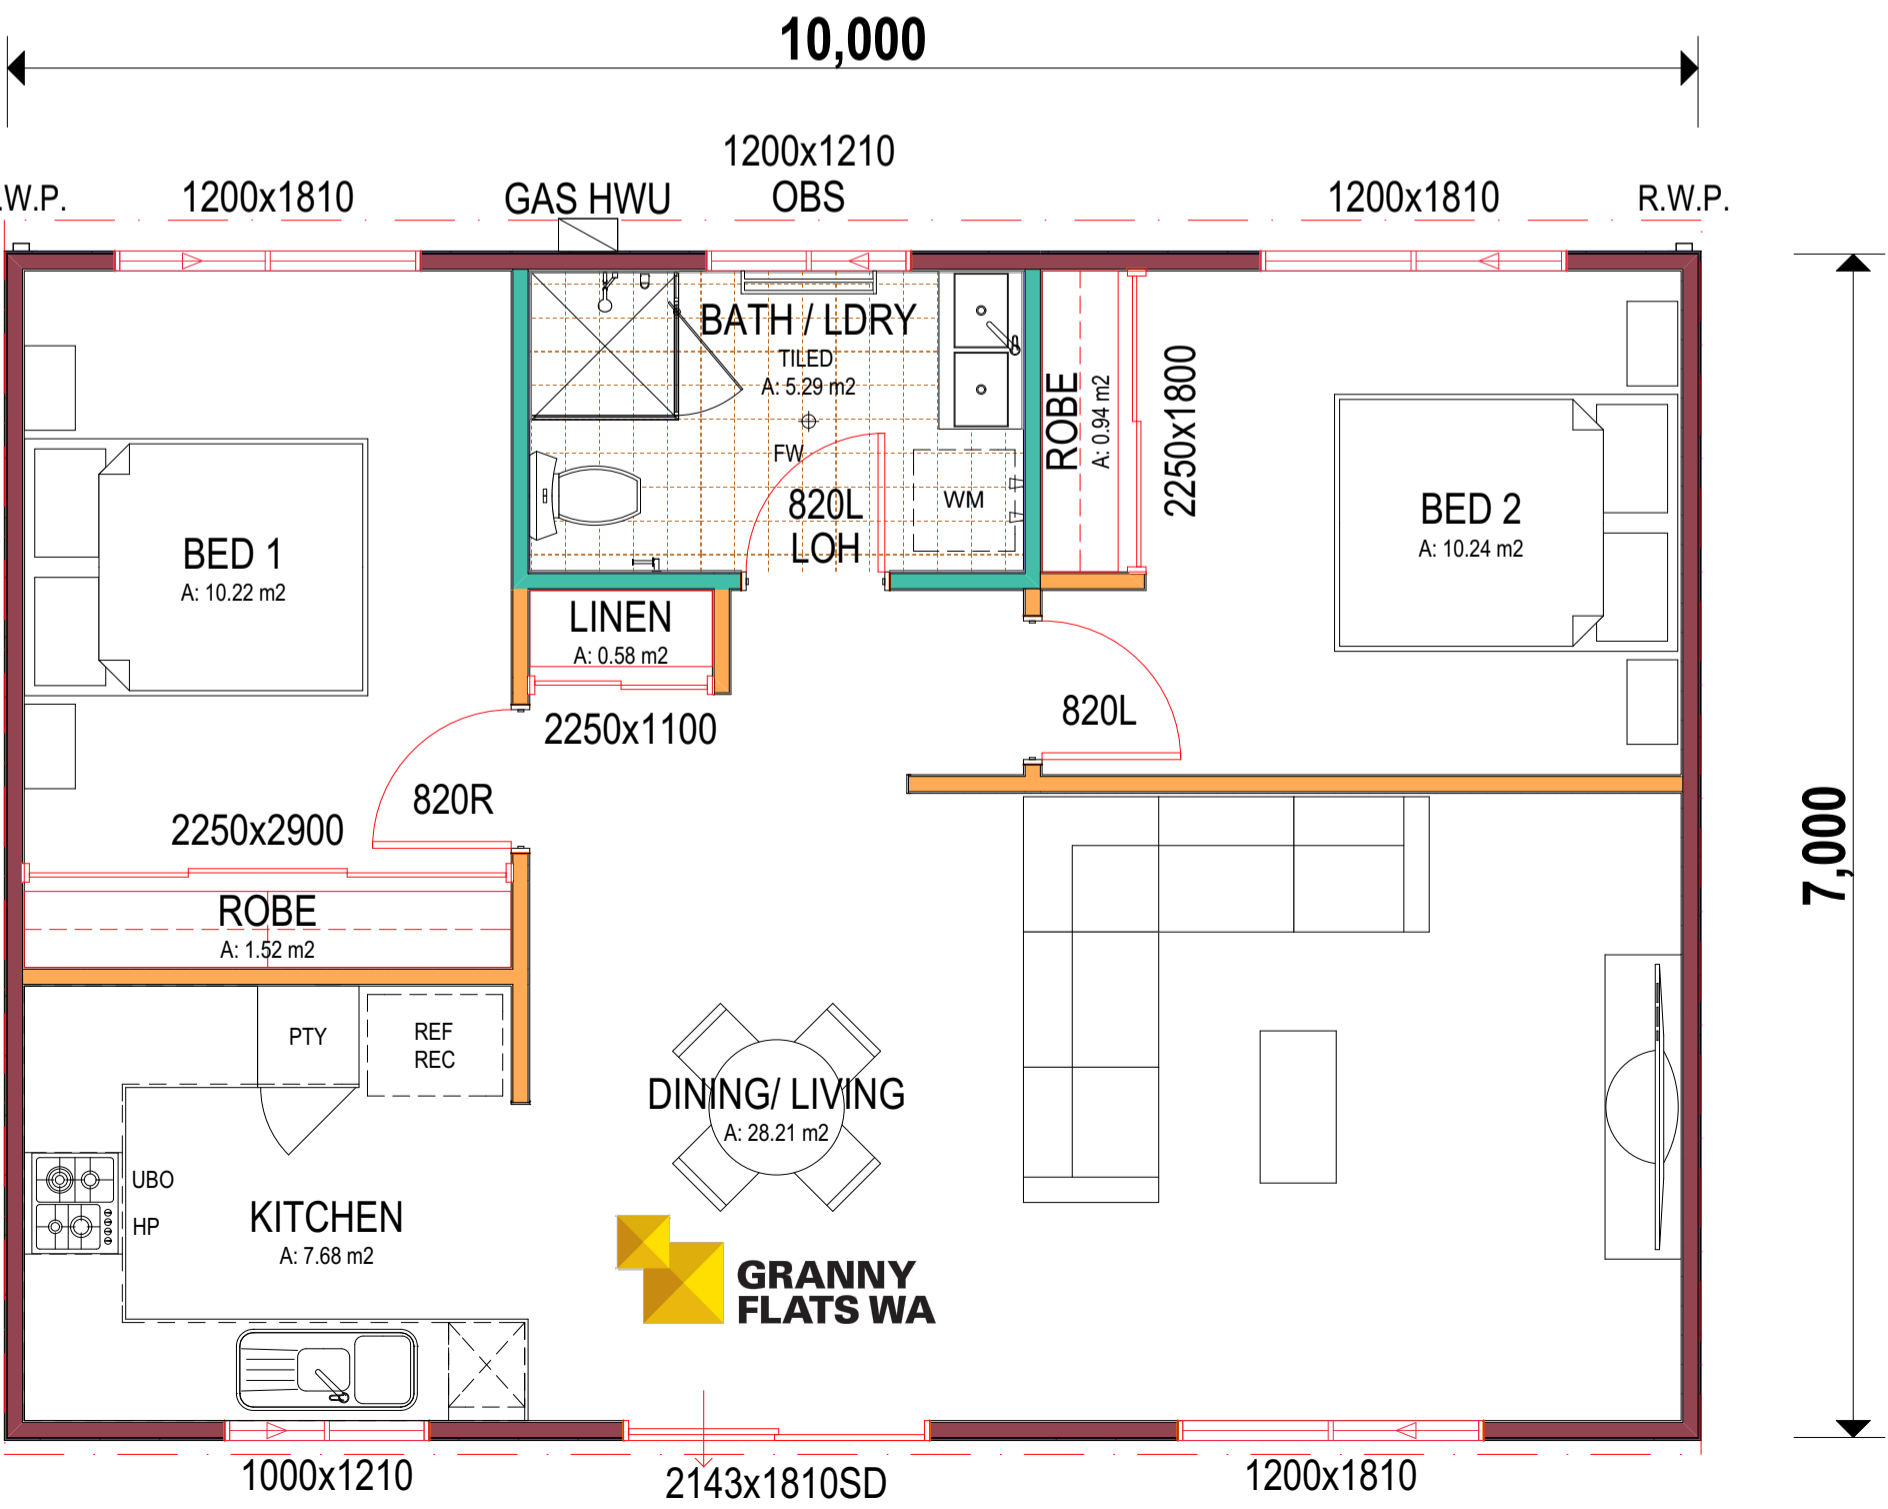 10,000
1200x1210
.W.P.
1200x1810
GAS HWU
OBS
1200x1810
R.W.P.
BATH / LDRY
TILED
A: 5.29 m2
FW
820L
LOH
WM
ROBE
A: 0.94 m2
2250x1800
BED 1
A: 10.22 m2
BED 2
A: 10.24 m2
LINEN
A: 0.58 m2
2250x1100
820L
820R
2250x2900
ROBE
A: 1.52 m2
7,000
PTY
REF
REC
DINING/ LIVING
A: 28.21 m2
UBO
HP
KITCHEN
A: 7.68 m2
GRANNY
FLATS WA
1000x1210
2143x1810SD
1200x1810